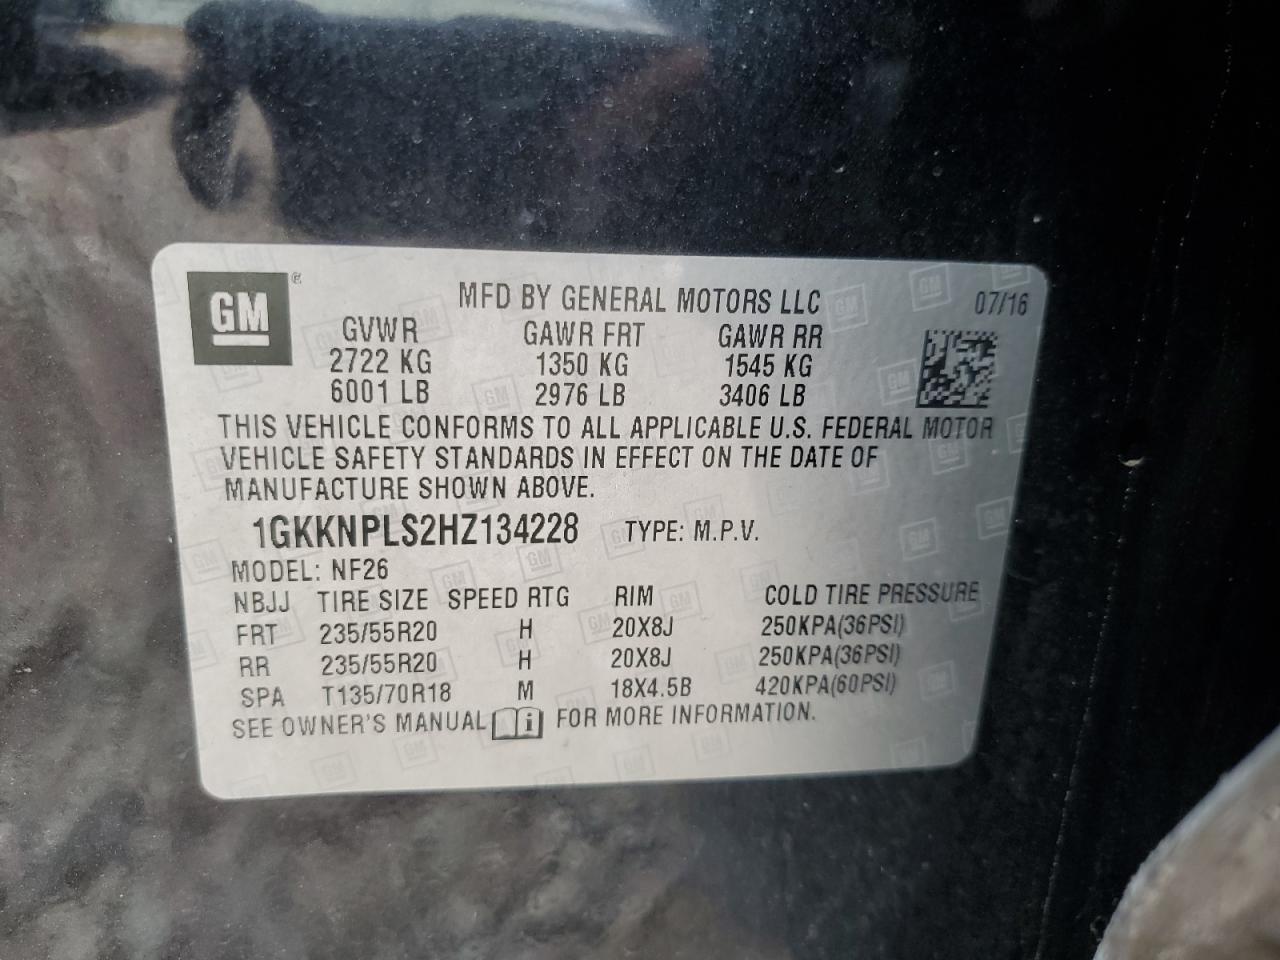 GM ®
MFD BY GENERAL MOTORS LLC 07/16
GVWR GAWR FRT GAWR RR
2722 KG 1350 KG 1545 KG
6001 LB 2976 LB 3406 LB
THIS VEHICLE CONFORMS TO ALL APPLICABLE U.S. FEDERAL MOTOR
VEHICLE SAFETY STANDARDS IN EFFECT ON THE DATE OF
MANUFACTURE SHOWN ABOVE.
1GKKNPLS2HZ134228 TYPE: M.P.V.
MODEL: NF26
NBJJ TIRE SIZE SPEED RTG RIM COLD TIRE PRESSURE
FRT 235/55R20 H 20X8J 250KPA(36PSI)
RR 235/55R20 H 20X8J 250KPA(36PSI)
SPA T135/70R18 M 18X4.5B 420KPA(60PSI)
SEE OWNER'S MANUAL i FOR MORE INFORMATION.